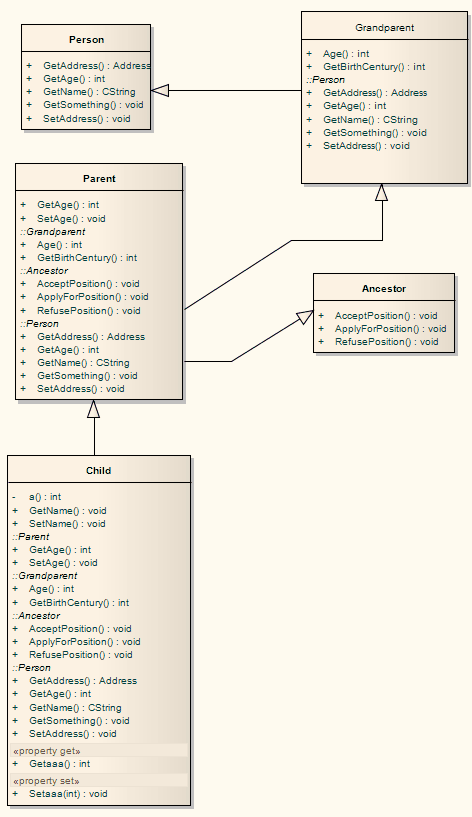 Person
+ GetAddress() : Address
+ GetAge() : int
+ GetName() : CString
+ GetSomething() : void
+ SetAddress() : void
Grandparent
+ Age() : int
+ GetBirthCentury() : int
::Person
+ GetAddress() : Address
+ GetAge() : int
+ GetName() : CString
+ GetSomething() : void
+ SetAddress() : void
Parent
+ GetAge() : int
+ SetAge() : void
::Grandparent
+ Age() : int
+ GetBirthCentury() : int
::Ancestor
+ AcceptPosition() : void
+ ApplyForPosition() : void
+ RefusePosition() : void
::Person
+ GetAddress() : Address
+ GetAge() : int
+ GetName() : CString
+ GetSomething() : void
+ SetAddress() : void
Ancestor
+ AcceptPosition() : void
+ ApplyForPosition() : void
+ RefusePosition() : void
Child
- a() : int
+ GetName() : void
+ SetName() : void
::Parent
+ GetAge() : int
+ SetAge() : void
::Grandparent
+ Age() : int
+ GetBirthCentury() : int
::Ancestor
+ AcceptPosition() : void
+ ApplyForPosition() : void
+ RefusePosition() : void
::Person
+ GetAddress() : Address
+ GetAge() : int
+ GetName() : CString
+ GetSomething() : void
+ SetAddress() : void
«property get»
+ Getaaa() : int
«property set»
+ Setaaa(int) : void